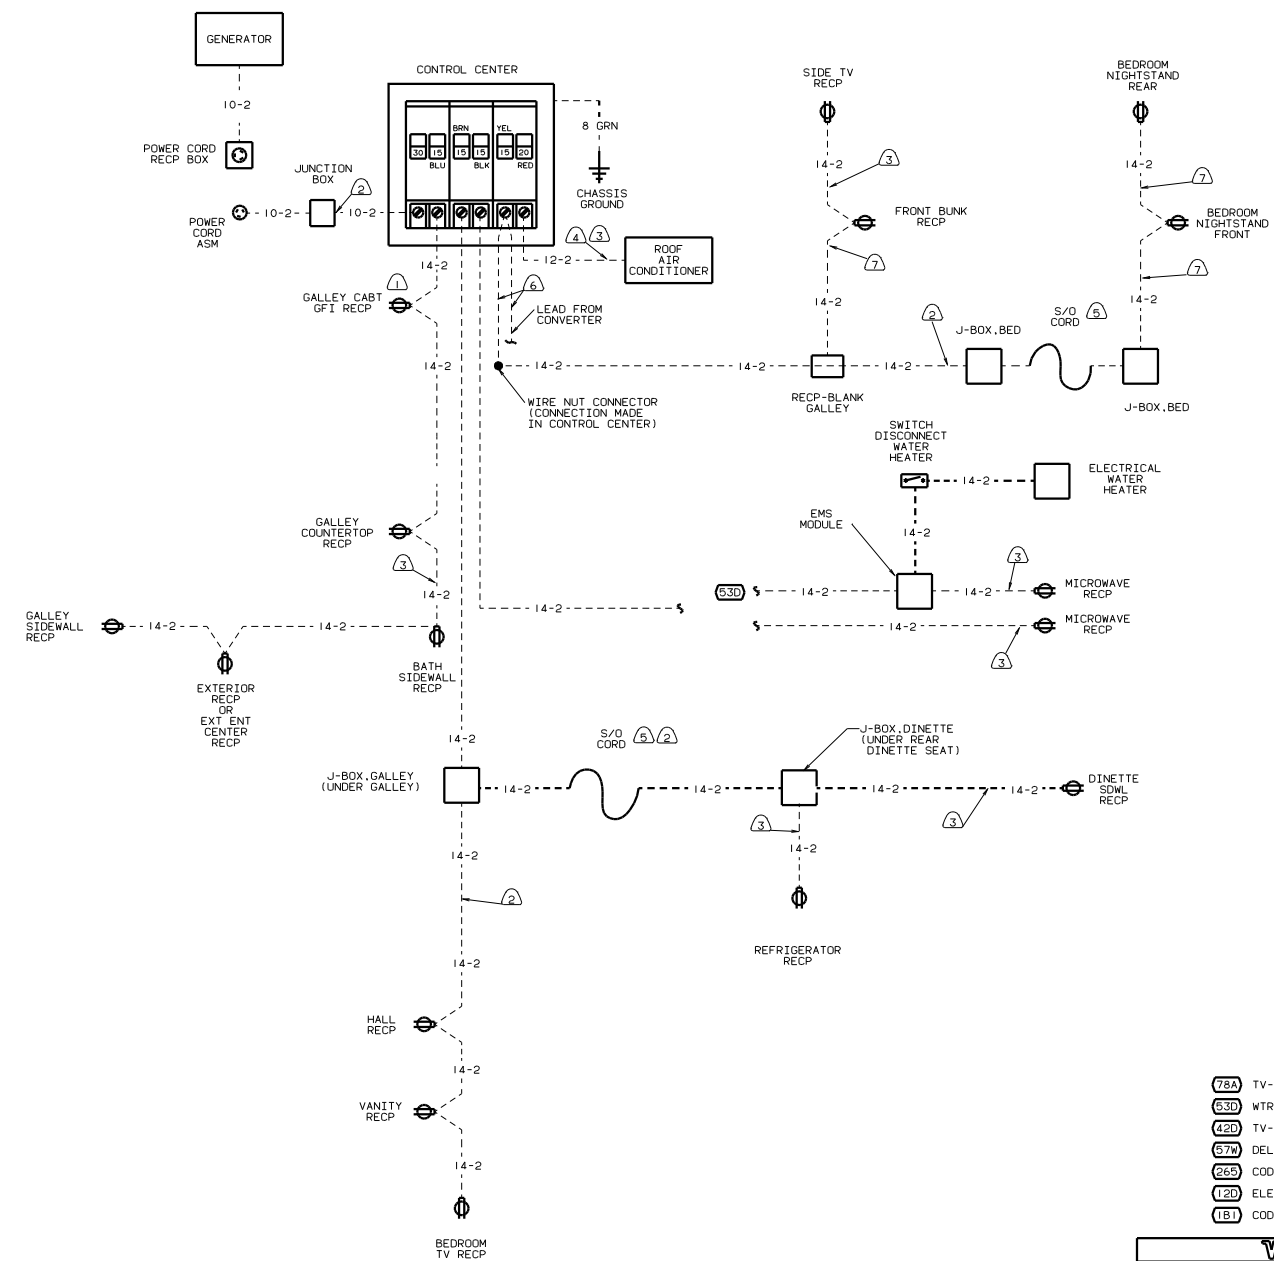 GENERATOR
10-2
POWER CORD
RECP BOX
CONTROL CENTER
BRN
YEL
30
15
15
15
15
20
BLU
BLK
RED
8 GRN
CHASSIS
GROUND
JUNCTION
BOX
2
POWER
CORD
ASM
10-2
10-2
4
3
12-2
ROOF
AIR
CONDITIONER
14-2
1
GALLEY CABT
GFI RECP
6
LEAD FROM
CONVERTER
14-2
WIRE NUT CONNECTOR
(CONNECTION MADE
IN CONTROL CENTER)
SIDE TV
RECP
14-2
3
FRONT BUNK
RECP
7
14-2
BEDROOM
NIGHTSTAND
REAR
14-2
7
BEDROOM
NIGHTSTAND
FRONT
7
14-2
14-2
14-2
RECP-BLANK
GALLEY
14-2
2
J-BOX,BED
S/O
CORD
5
J-BOX,BED
SWITCH
DISCONNECT
WATER
HEATER
14-2
ELECTRICAL
WATER
HEATER
EMS
MODULE
14-2
53D
14-2
14-2
3
MICROWAVE
RECP
14-2
3
MICROWAVE
RECP
GALLEY
COUNTERTOP
RECP
3
14-2
14-2
GALLEY
SIDEWALL
RECP
14-2
14-2
EXTERIOR
RECP
OR
EXT ENT
CENTER
RECP
BATH
SIDEWALL
RECP
14-2
J-BOX,GALLEY
(UNDER GALLEY)
S/O
CORD
5
2
14-2
14-2
J-BOX,DINETTE
(UNDER REAR
DINETTE SEAT)
14-2
14-2
3
DINETTE
SDWL
RECP
3
14-2
REFRIGERATOR
RECP
14-2
2
14-2
HALL
RECP
14-2
VANITY
RECP
14-2
BEDROOM
TV RECP
78A TV-
53D WTR
42D TV-
57W DEL
265 COD
12D ELE
1B1 COD